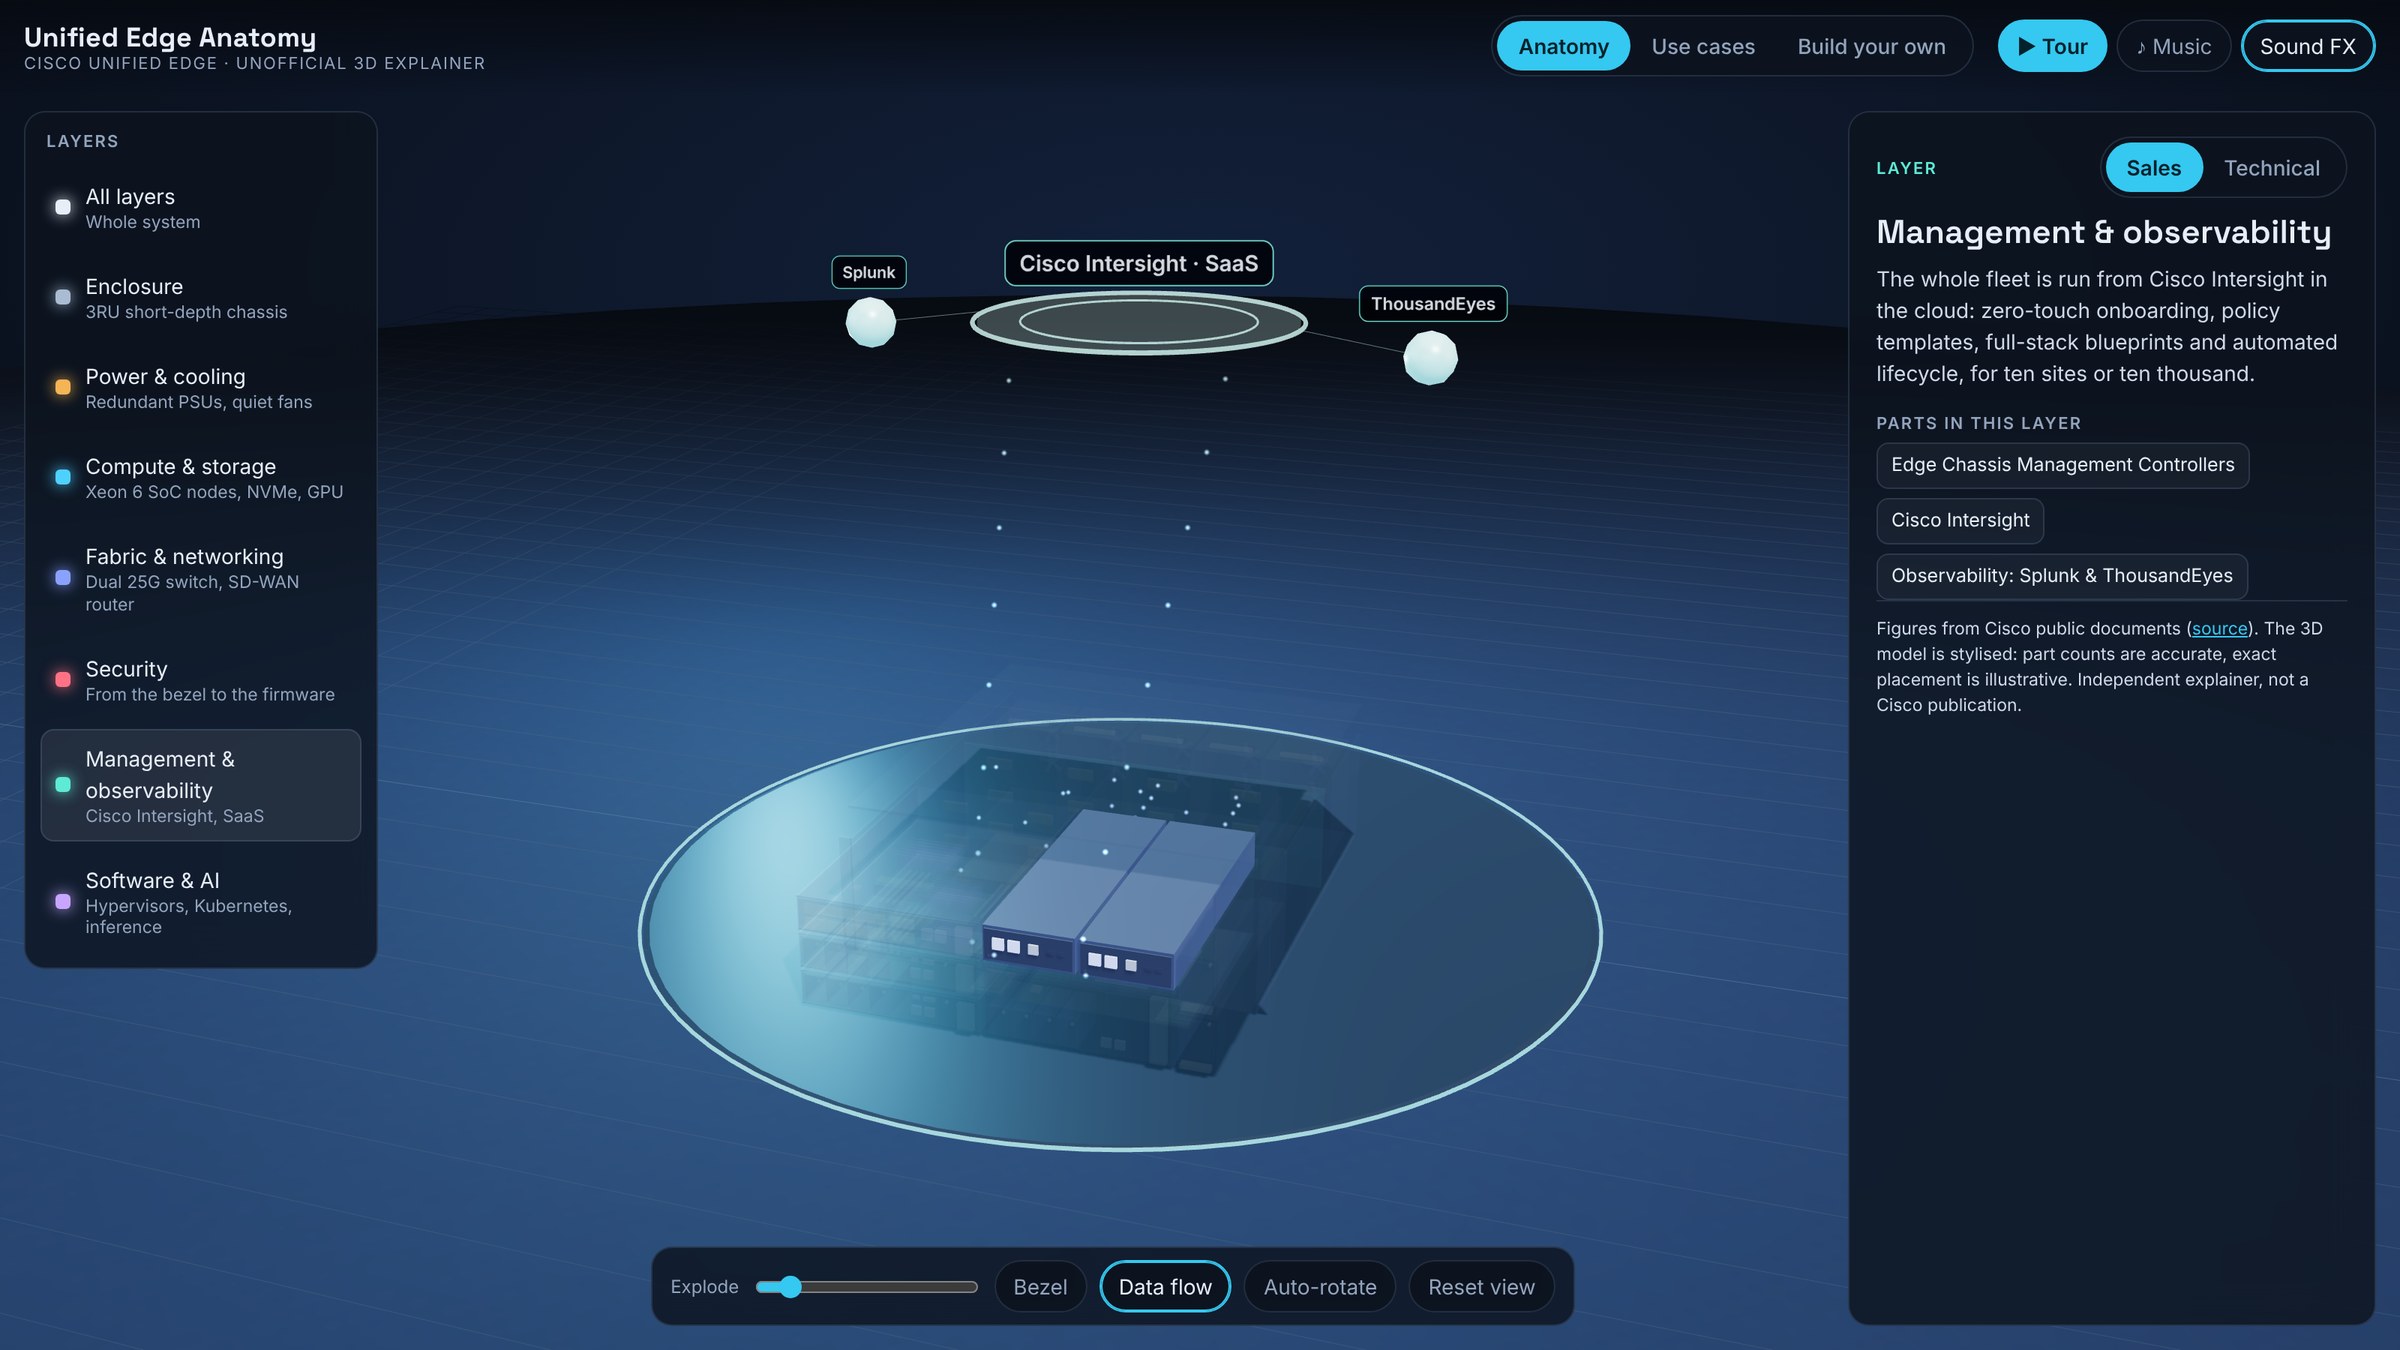 Unified Edge Anatomy
CISCO UNIFIED EDGE · UNOFFICIAL 3D EXPLAINER
Anatomy
Use cases
Build your own
▶ Tour
♪ Music
Sound FX
LAYERS
All layers
Whole system
Enclosure
3RU short-depth chassis
Power & cooling
Redundant PSUs, quiet fans
Compute & storage
Xeon 6 SoC nodes, NVMe, GPU
Fabric & networking
Dual 25G switch, SD-WAN
router
Security
From the bezel to the firmware
Management &
observability
Cisco Intersight, SaaS
Software & AI
Hypervisors, Kubernetes,
inference
Splunk
Cisco Intersight · SaaS
ThousandEyes
Explode
Bezel
Data flow
Auto-rotate
Reset view
LAYER
Sales
Technical
Management & observability
The whole fleet is run from Cisco Intersight in
the cloud: zero-touch onboarding, policy
templates, full-stack blueprints and automated
lifecycle, for ten sites or ten thousand.
PARTS IN THIS LAYER
Edge Chassis Management Controllers
Cisco Intersight
Observability: Splunk & ThousandEyes
Figures from Cisco public documents (source). The 3D
model is stylised: part counts are accurate, exact
placement is illustrative. Independent explainer, not a
Cisco publication.